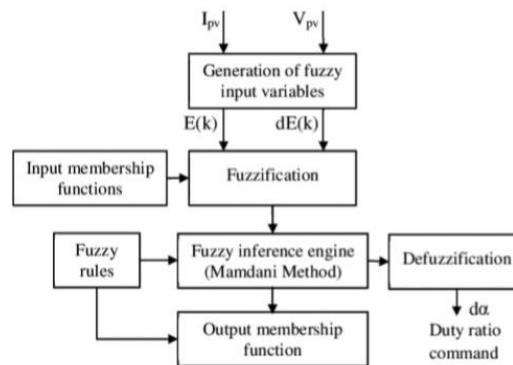 Ipv
Vpv
Generation of fuzzy
input variables
E(k)
dE(k)
Input membership
functions
Fuzzification
Fuzzy
rules
Fuzzy inference engine
(Mamdani Method)
Defuzzification
Output membership
function
dα
Duty ratio
command